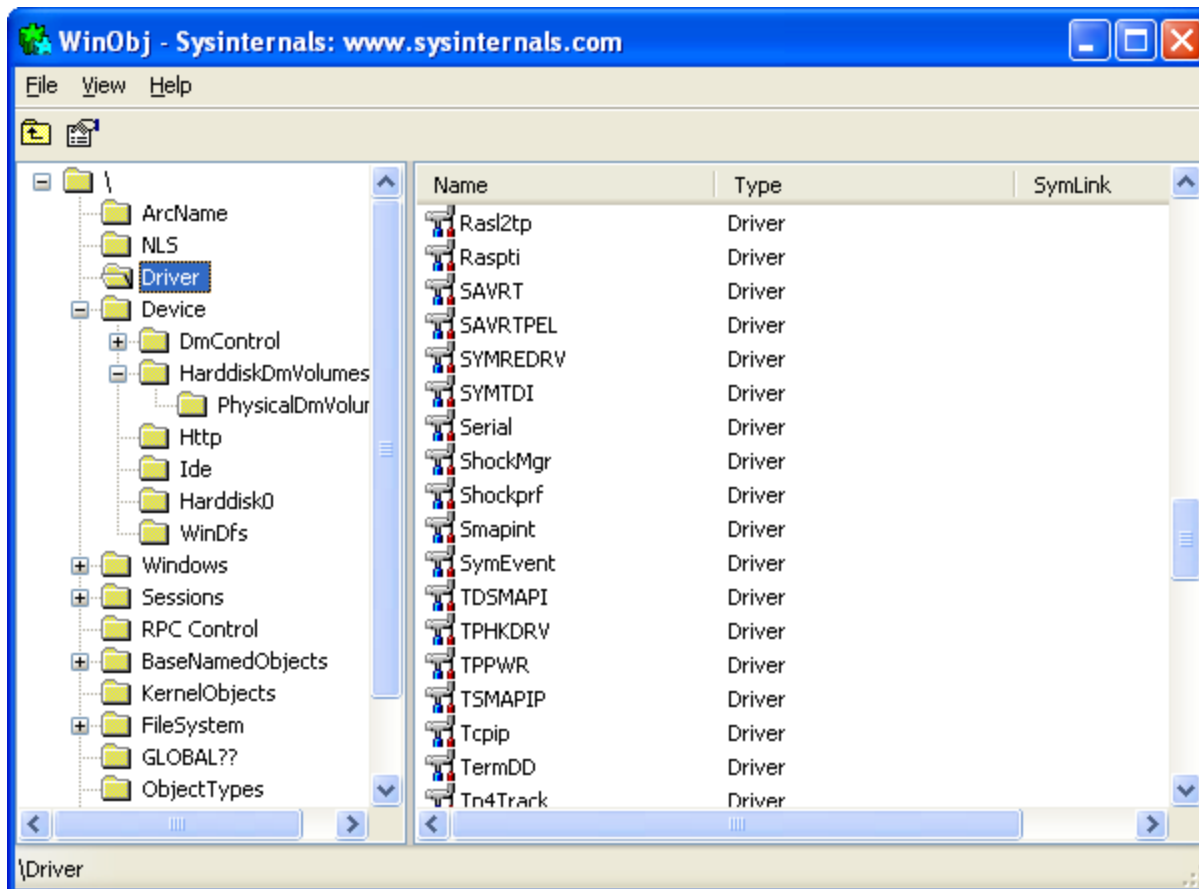 WinObj - Sysinternals: www.sysinternals.com
File View Help
\
ArcName
NLS
Driver
Device
DmControl
HarddiskDmVolumes
PhysicalDmVolur
Http
Ide
Harddisk0
WinDfs
Windows
Sessions
RPC Control
BaseNamedObjects
KernelObjects
FileSystem
GLOBAL??
ObjectTypes
Name Type SymLink
Rasl2tp Driver
Raspti Driver
SAVRT Driver
SAVRTPEL Driver
SYMREDRV Driver
SYMTDI Driver
Serial Driver
ShockMgr Driver
Shockprf Driver
Smapint Driver
SymEvent Driver
TDSMAPI Driver
TPHKDRV Driver
TPPWR Driver
TSMAPIP Driver
Tcpip Driver
TermDD Driver
Tp4Track Driver
\Driver